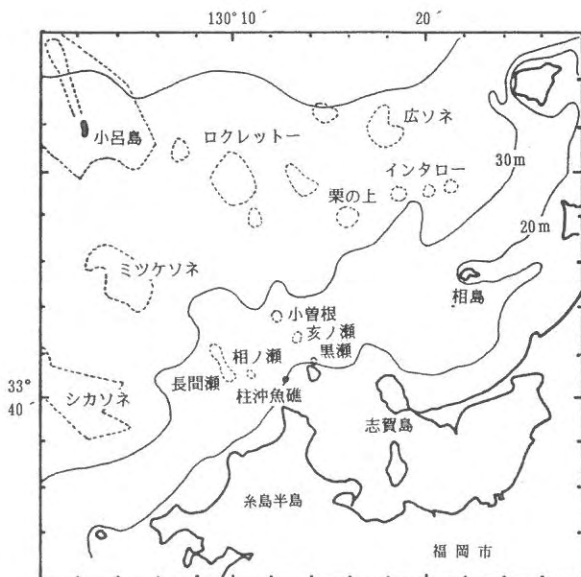 130° 10′
20′
小呂島
ロクレットー
広ソネ
インタロー
30m
栗の上
20m
ミツケソネ
相島
小曽根
亥ノ瀬
黒瀬
相ノ瀬
長間瀬
33°
40′
シカソネ
柱沖魚礁
志賀島
糸島半島
福岡市